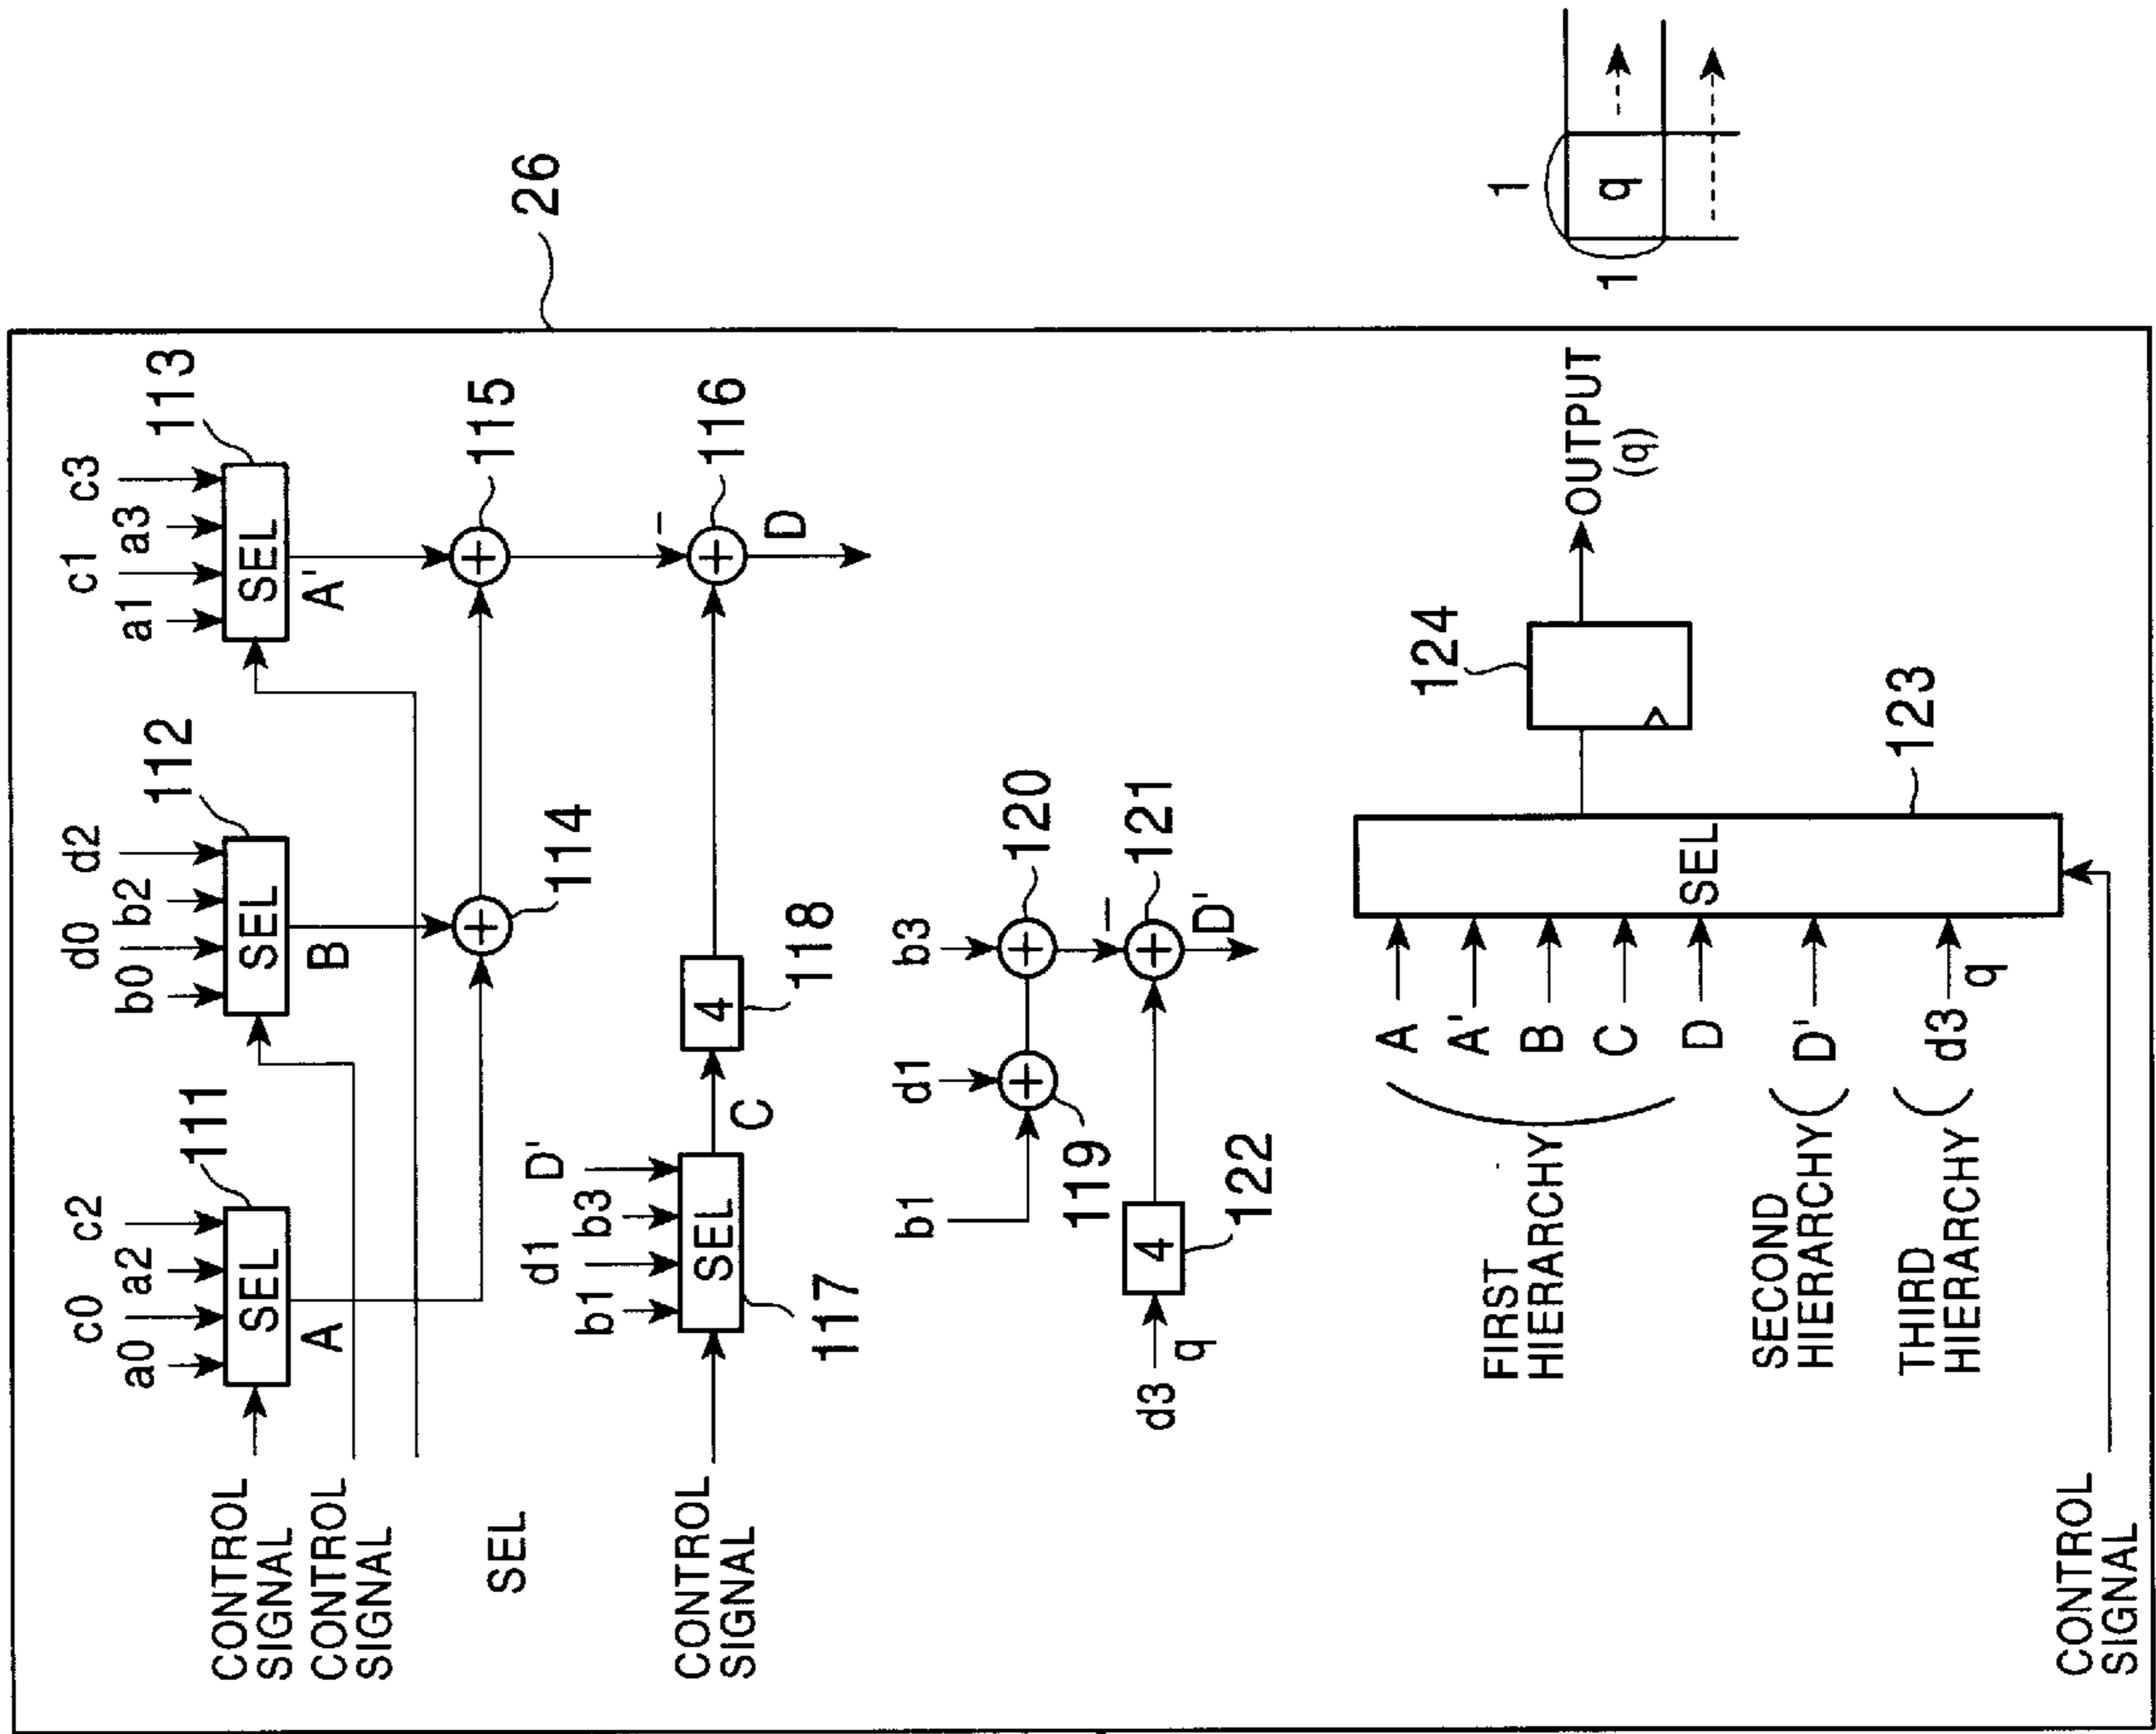 c0 c2 d0 d2 c1 c3
a0 a2 111 b0 b2 112 a1 a3 113
CONTROL
SIGNAL
SEL SEL SEL
A B A'
CONTROL
SIGNAL
26
SEL
+ + 115
114
D'
d1 −
b1 b3
CONTROL
SIGNAL
SEL C 4 + 116
117 118 D
d1 b3
b1 + + 120
119 −
d3 4 + 121
q 122 D'
FIRST
HIERARCHY
A
A'
B
C
D
SECOND
HIERARCHY ( D' )
THIRD
HIERARCHY ( d3 )
q
SEL
123
124
OUTPUT
(q)
CONTROL
SIGNAL
1
1 q